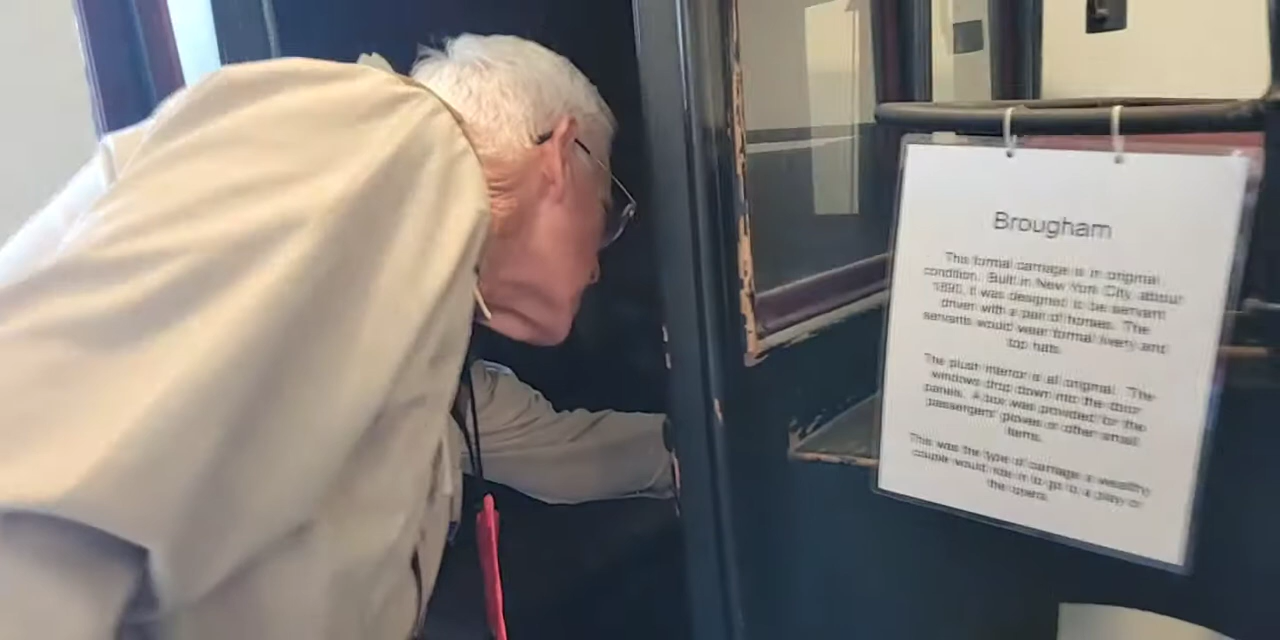 Brougham
This formal carriage is in original
condition. Built in New York City about
1890, it was designed to be servant
driven with a pair of horses. The
servants would wear formal livery and
top hats.
The plush interior is all original. The
windows drop down into the door
panels. A box was provided for the
passengers' gloves or other small
items.
This was the type of carriage a wealthy
couple would ride in to go to a play or
the opera.